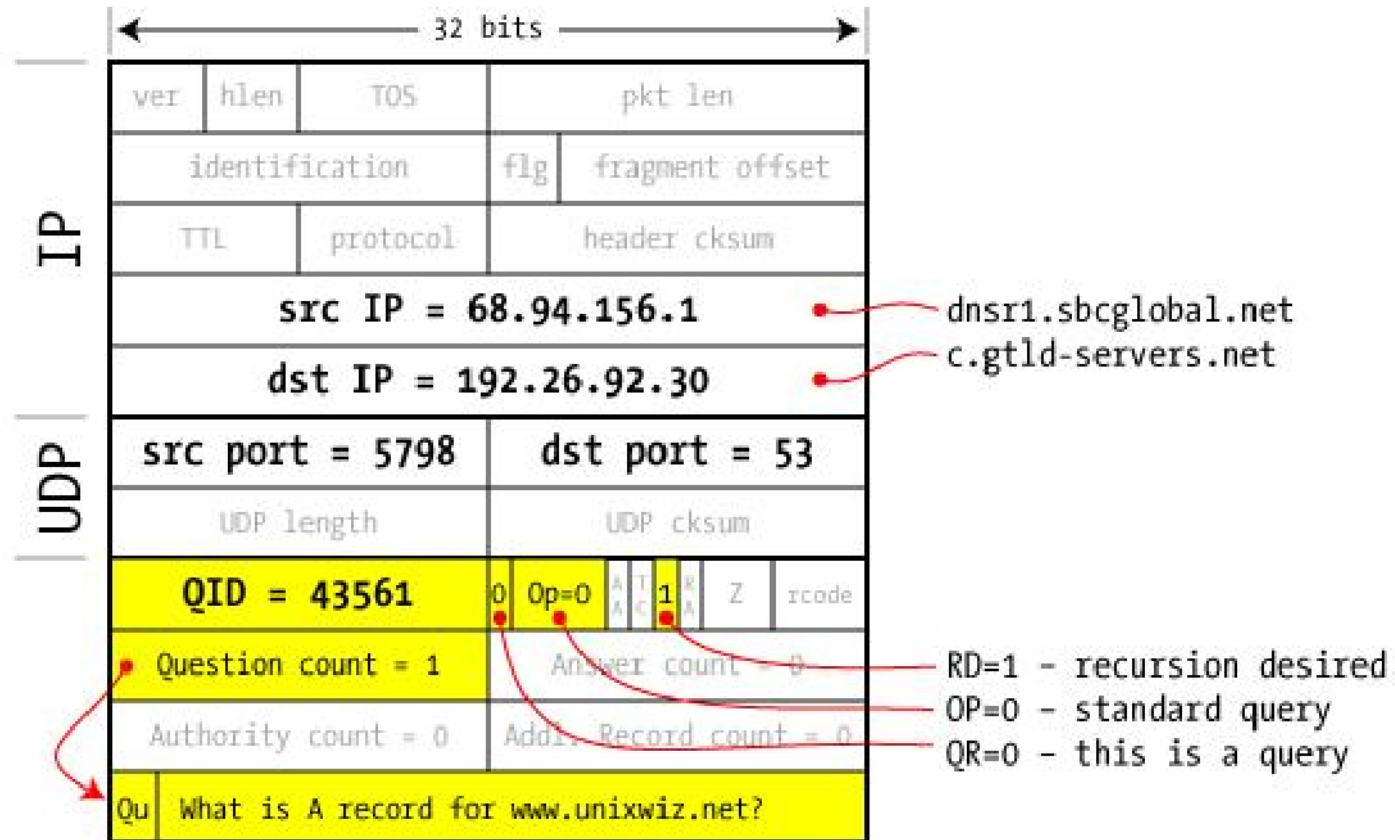 32 bits
IP
ver hlen TOS pkt len
identification flg fragment offset
TTL protocol header cksum
src IP = 68.94.156.1
dnsr1.sbcglobal.net
dst IP = 192.26.92.30
c.gtld-servers.net
UDP
src port = 5798 dst port = 53
UDP length UDP cksum
QID = 43561 0 Op=0 AA TC 1 RA Z rcode
Question count = 1 Answer count = 0
RD=1 – recursion desired
OP=0 – standard query
Authority count = 0 Addl. Record count = 0
QR=0 – this is a query
Qu What is A record for www.unixwiz.net?